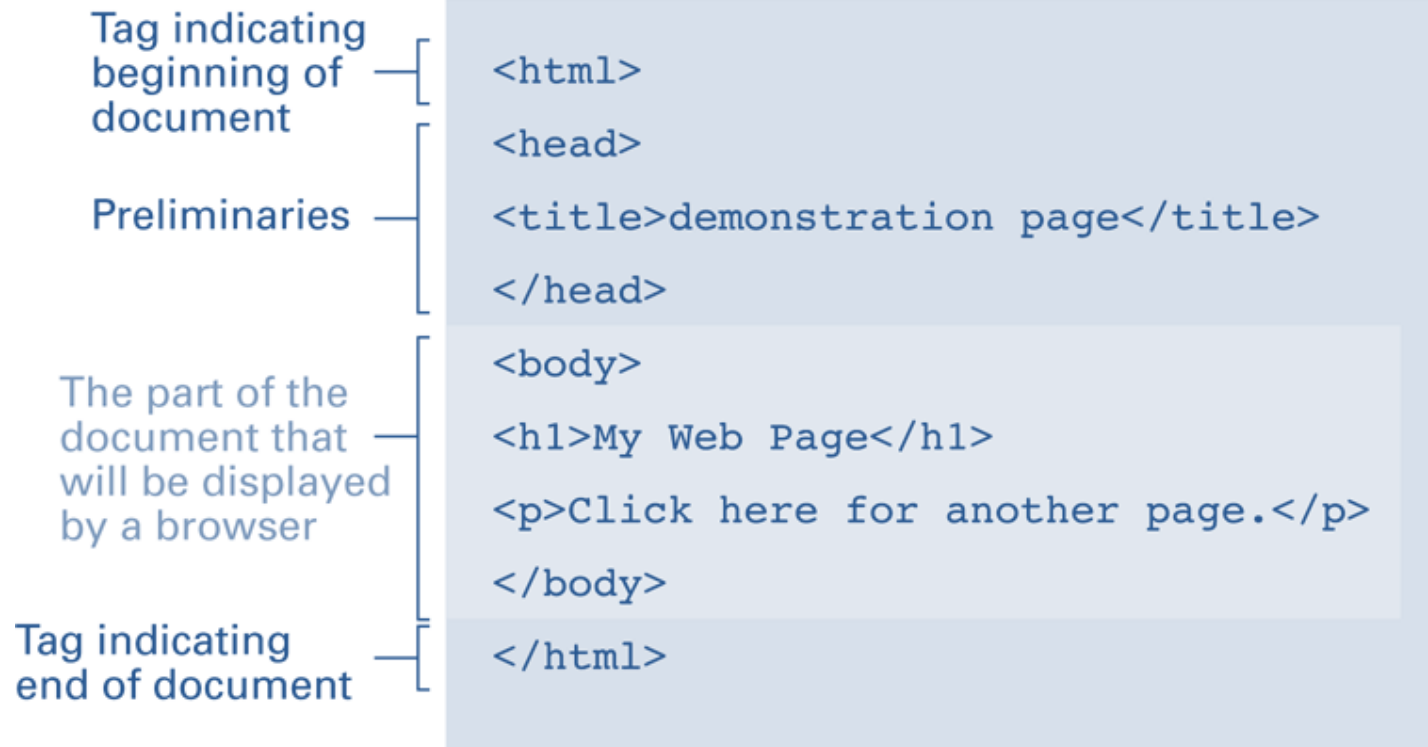 Tag indicating
beginning of
document
<html>
Preliminaries
<head>
<title>demonstration page</title>
</head>
The part of the
document that
will be displayed
by a browser
<body>
<h1>My Web Page</h1>
<p>Click here for another page.</p>
</body>
Tag indicating
end of document
</html>